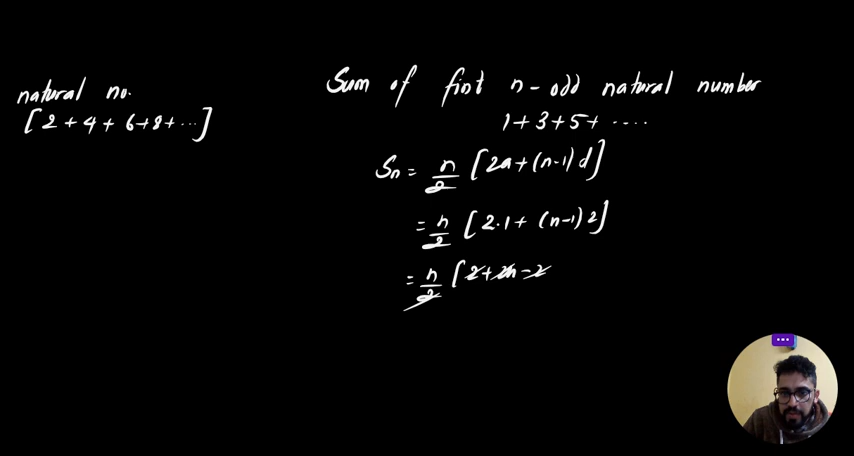 natural no.
[2 + 4 + 6 + 8 + ...]
Sum of first n - odd natural number
1 + 3 + 5 + ....
Sn = n/2 [2a + (n-1) d]
= n/2 [2.1 + (n-1) 2]
= n/2 [2 + 2n - 2